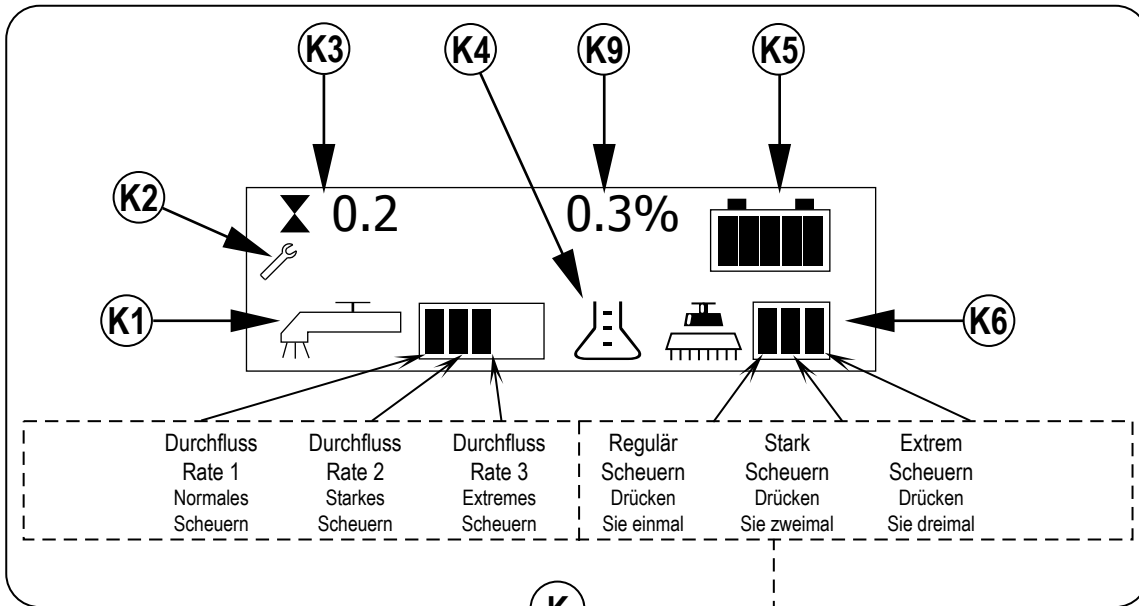 K3 K4 K9 K5
K2
0.2 0.3%
K1
K6
Durchfluss Durchfluss Durchfluss Regulär Stark Extrem
Rate 1 Rate 2 Rate 3 Scheuern Scheuern Scheuern
Normales Starkes Extremes Drücken Drücken Drücken
Scheuern Scheuern Scheuern Sie einmal Sie zweimal Sie dreimal
K